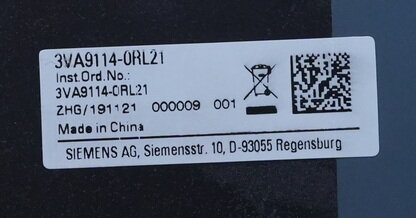 3VA9114-0RL21
Inst.Ord.No.:
3VA9114-0RL21
ZHG/191121 000009 001
Made in China
SIEMENS AG, Siemensstr. 10, D-93055 Regensburg